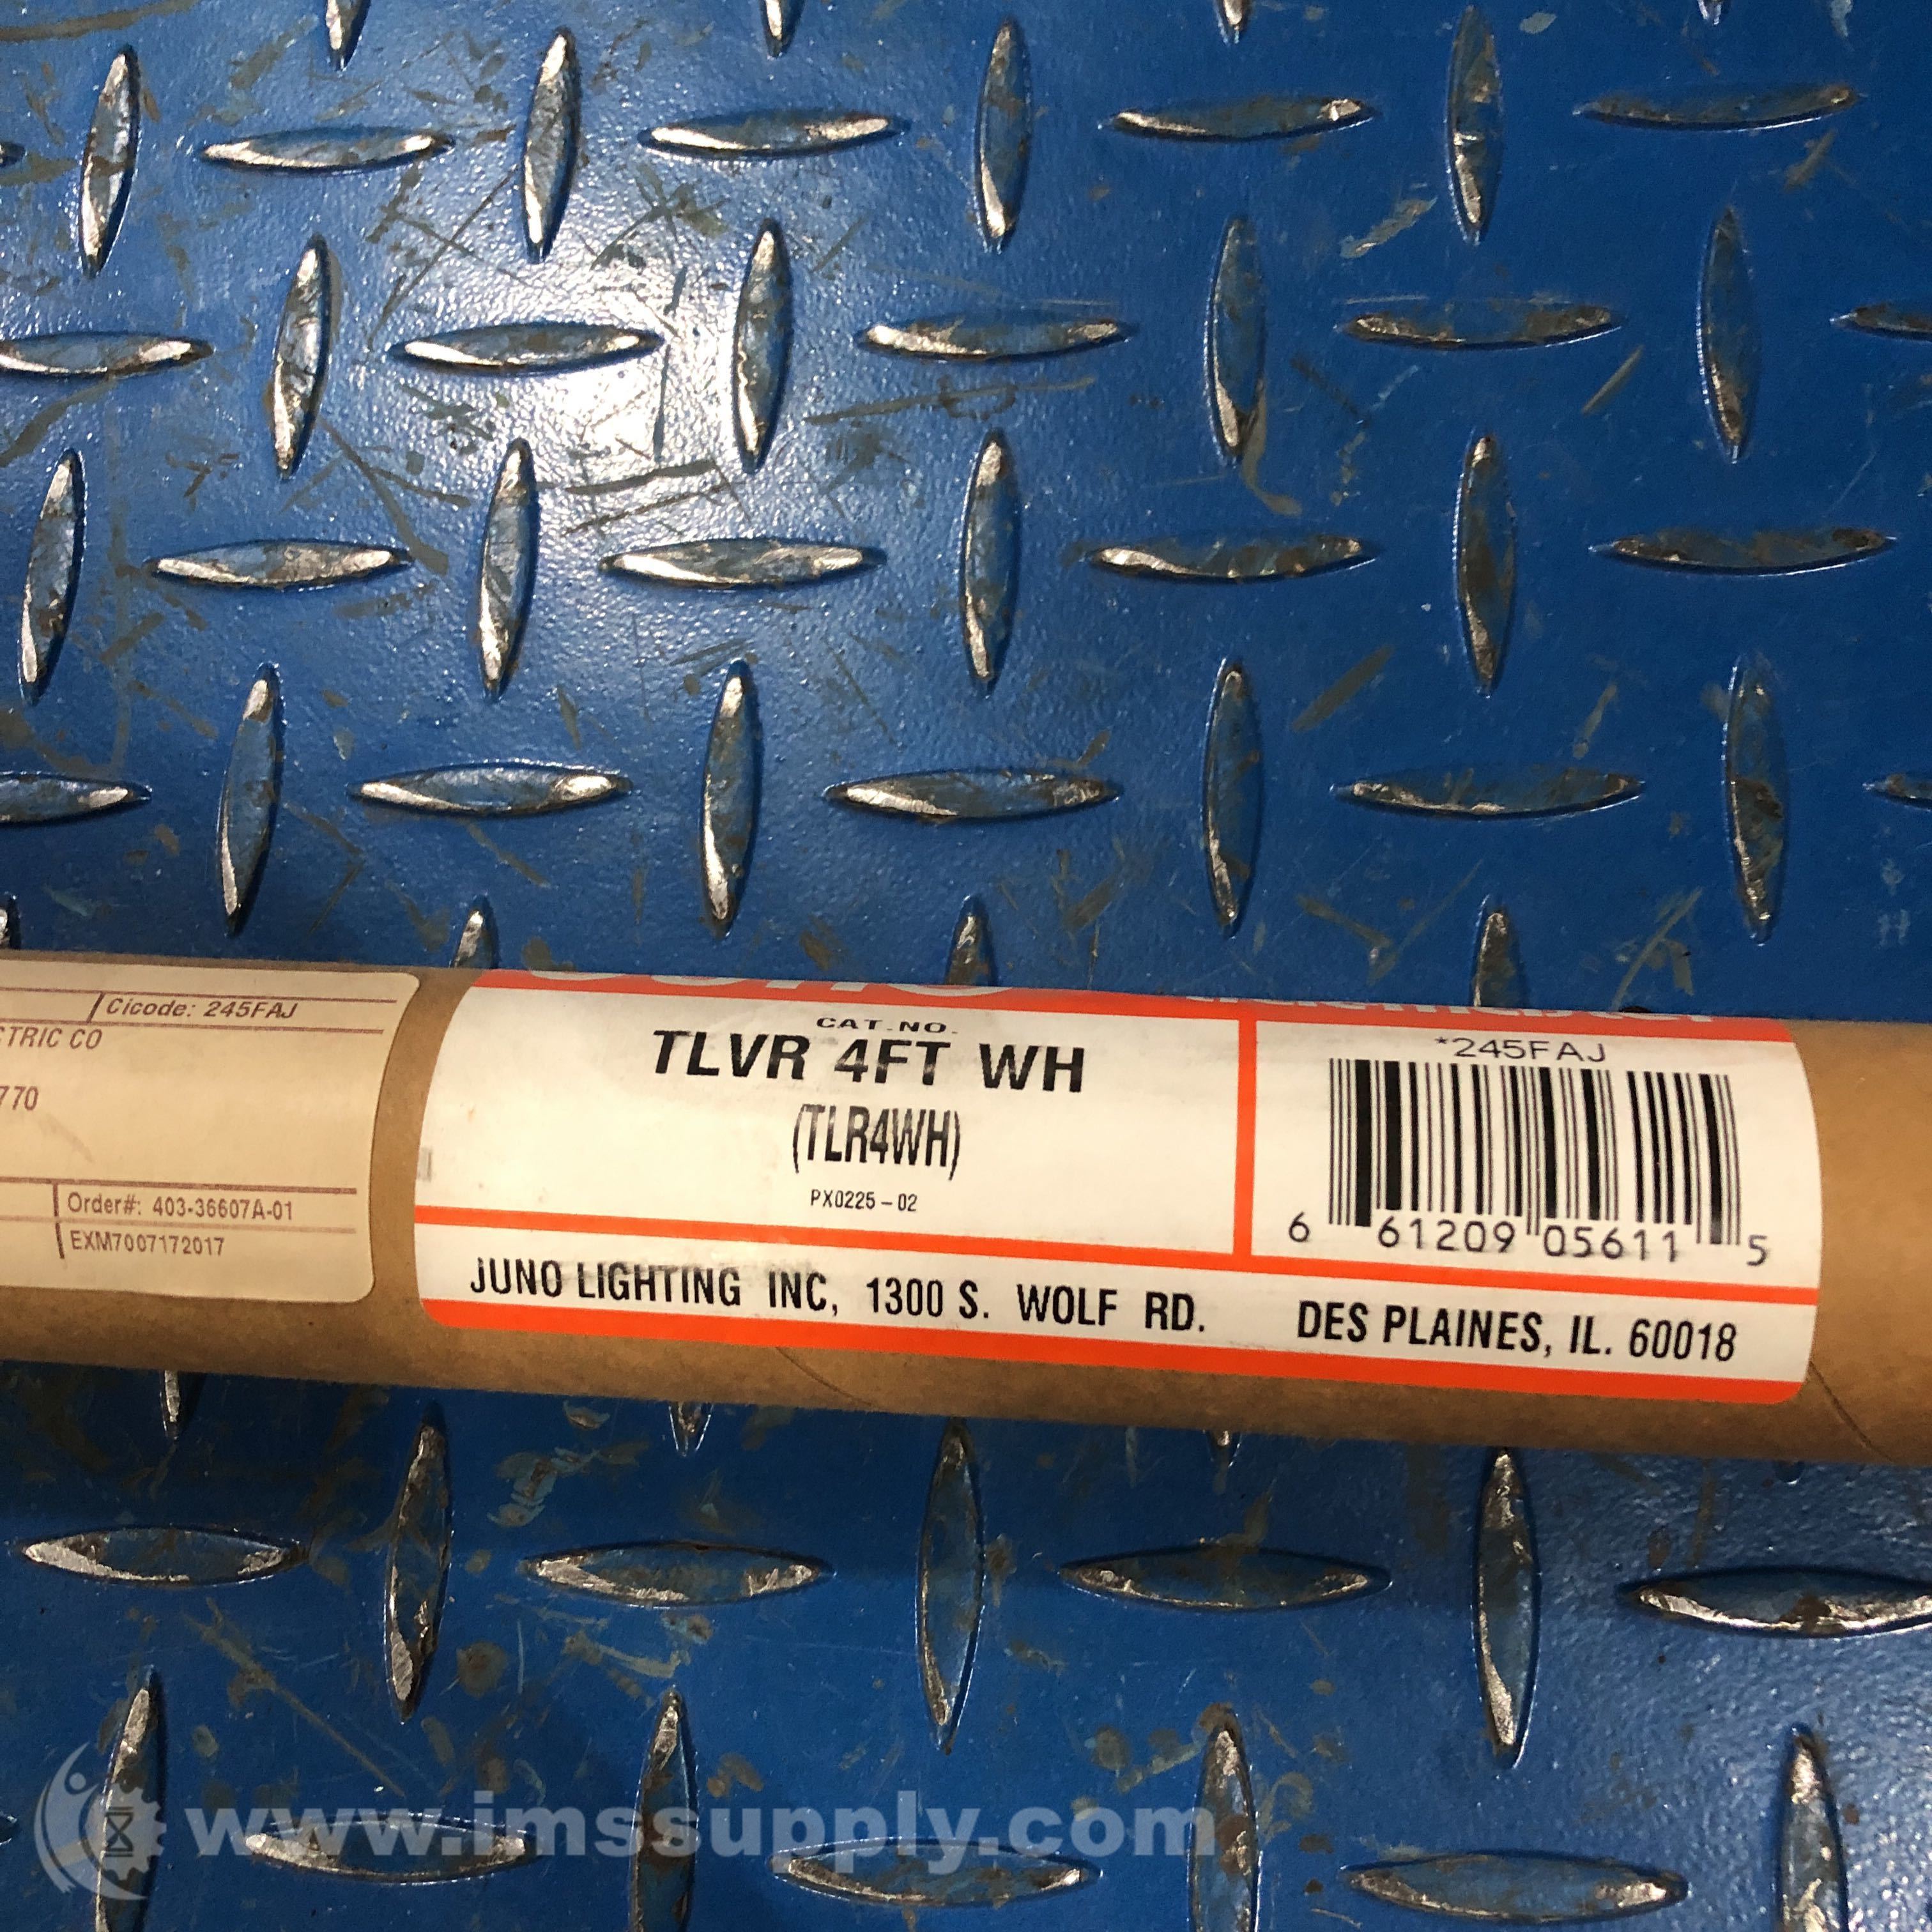 Cicode: 245FAJ
CO
770
Order#: 403-36607A-01
EXM7007172017
CAT.NO.
TLVR 4FT WH
(TLR4WH)
PX0225-02
*245FAJ
6 61209 05611 5
JUNO LIGHTING INC, 1300 S. WOLF RD. DES PLAINES, IL. 60018
www.imssupply.com